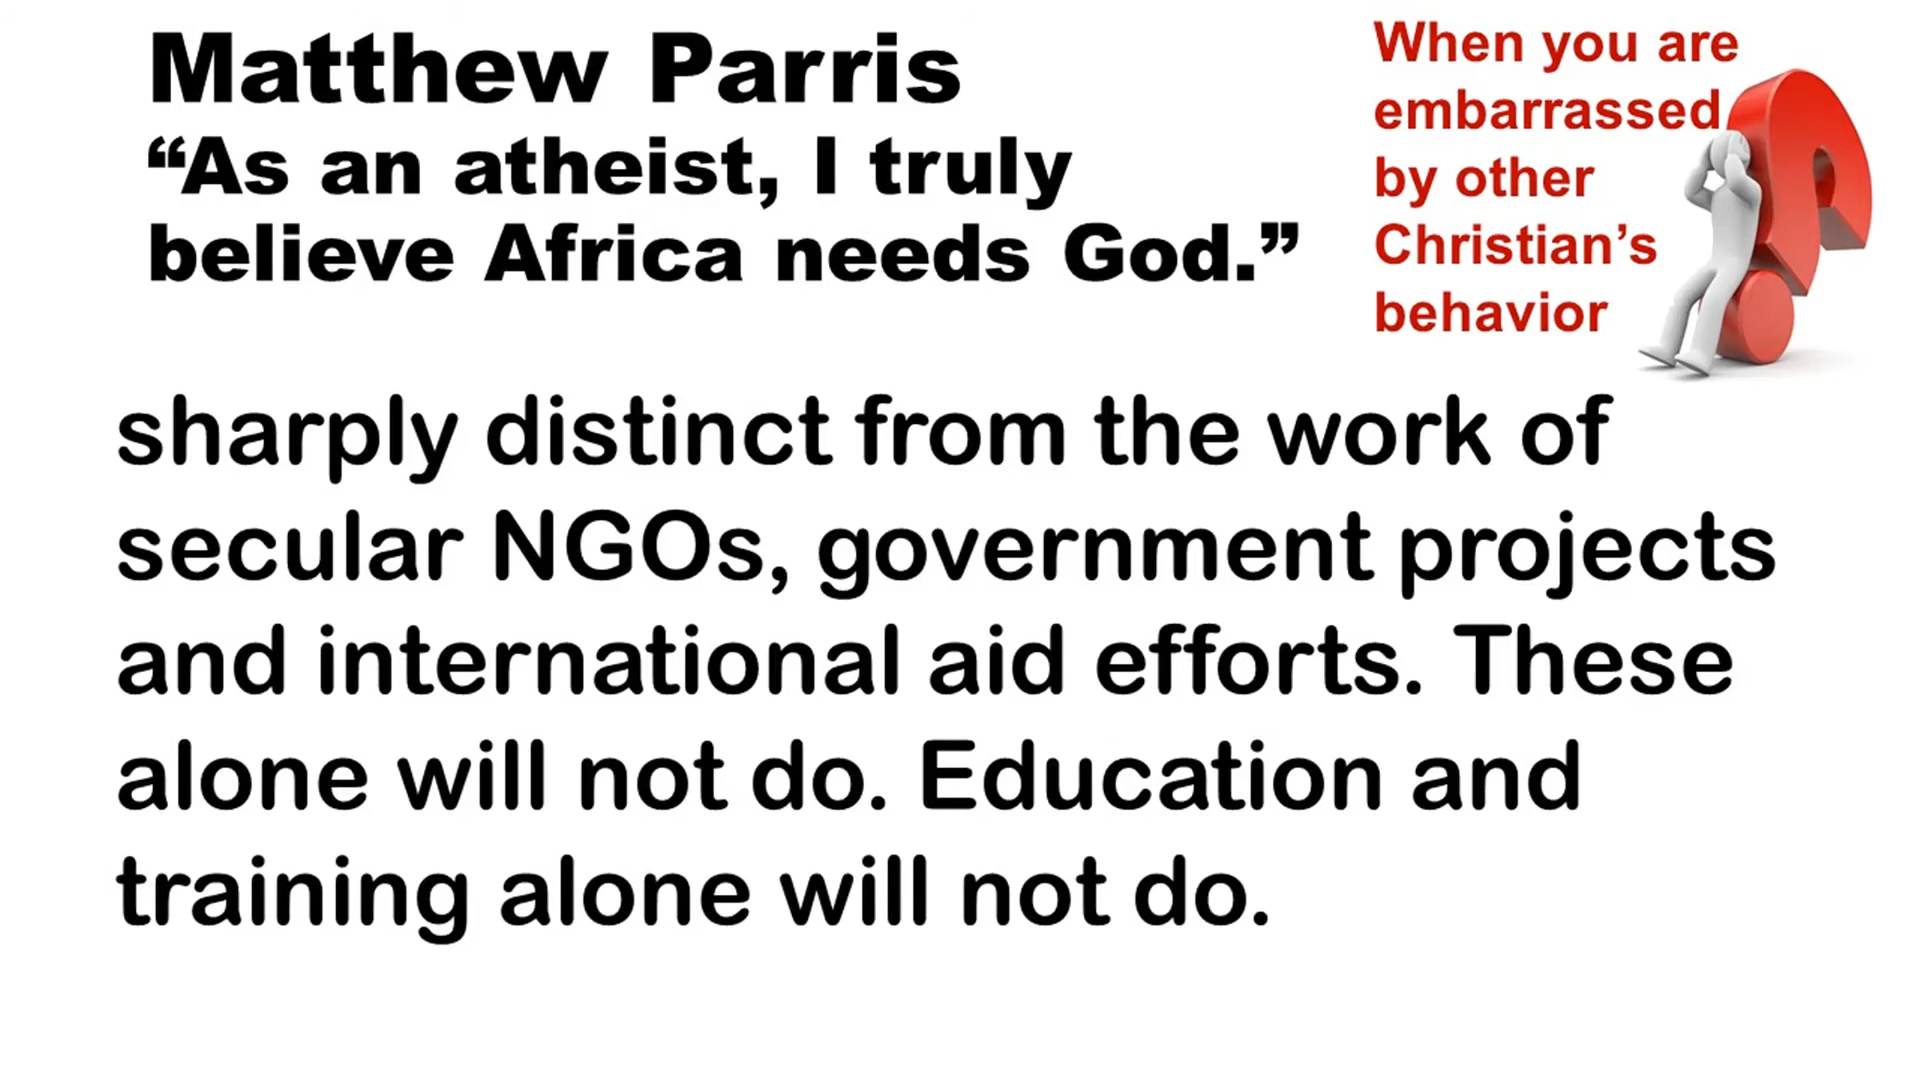 Matthew Parris
“As an atheist, I truly
believe Africa needs God.”
When you are
embarrassed
by other
Christian’s
behavior
sharply distinct from the work of
secular NGOs, government projects
and international aid efforts. These
alone will not do. Education and
training alone will not do.